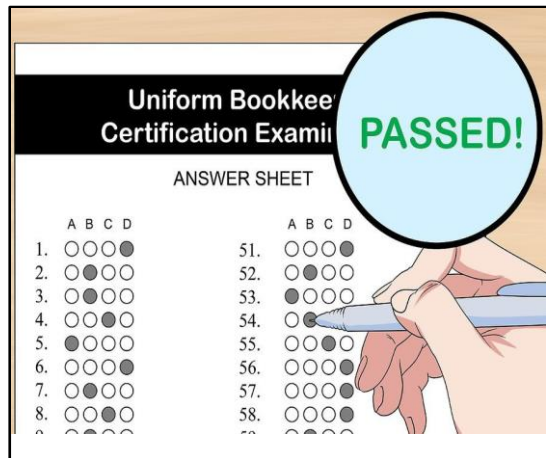 Uniform Bookkee
Certification Exami
PASSED!
ANSWER SHEET
A B C D
1.
2.
3.
4.
5.
6.
7.
8.
A B C D
51.
52.
53.
54.
55.
56.
57.
58.